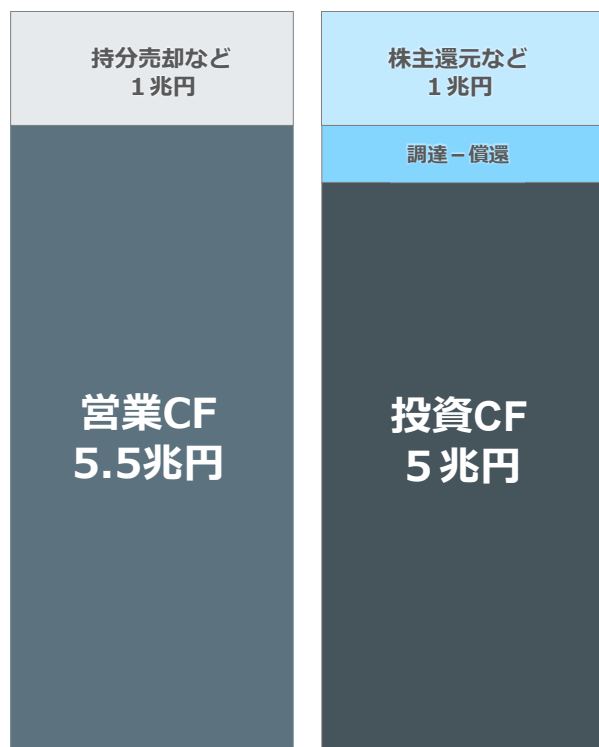 持分売却など
１兆円
営業CF
5.5兆円
株主還元など
１兆円
調達－償還
投資CF
５兆円